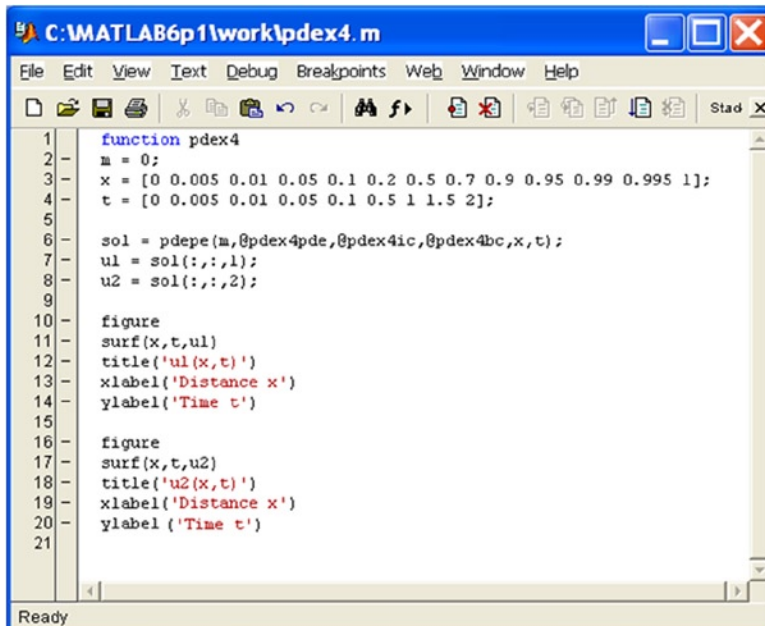 C:\MATLAB6p1\work\pdex4.m
File Edit View Text Debug Breakpoints Web Window Help
Stack
1 function pdex4
2 - m = 0;
3 - x = [0 0.005 0.01 0.05 0.1 0.2 0.5 0.7 0.9 0.95 0.99 0.995 1];
4 - t = [0 0.005 0.01 0.05 0.1 0.5 1 1.5 2];
5
6 - sol = pdepe(m,@pdex4pde,@pdex4ic,@pdex4bc,x,t);
7 - u1 = sol(:,:,1);
8 - u2 = sol(:,:,2);
9
10 - figure
11 - surf(x,t,u1)
12 - title('u1(x,t)')
13 - xlabel('Distance x')
14 - ylabel('Time t')
15
16 - figure
17 - surf(x,t,u2)
18 - title('u2(x,t)')
19 - xlabel('Distance x')
20 - ylabel ('Time t')
21
Ready